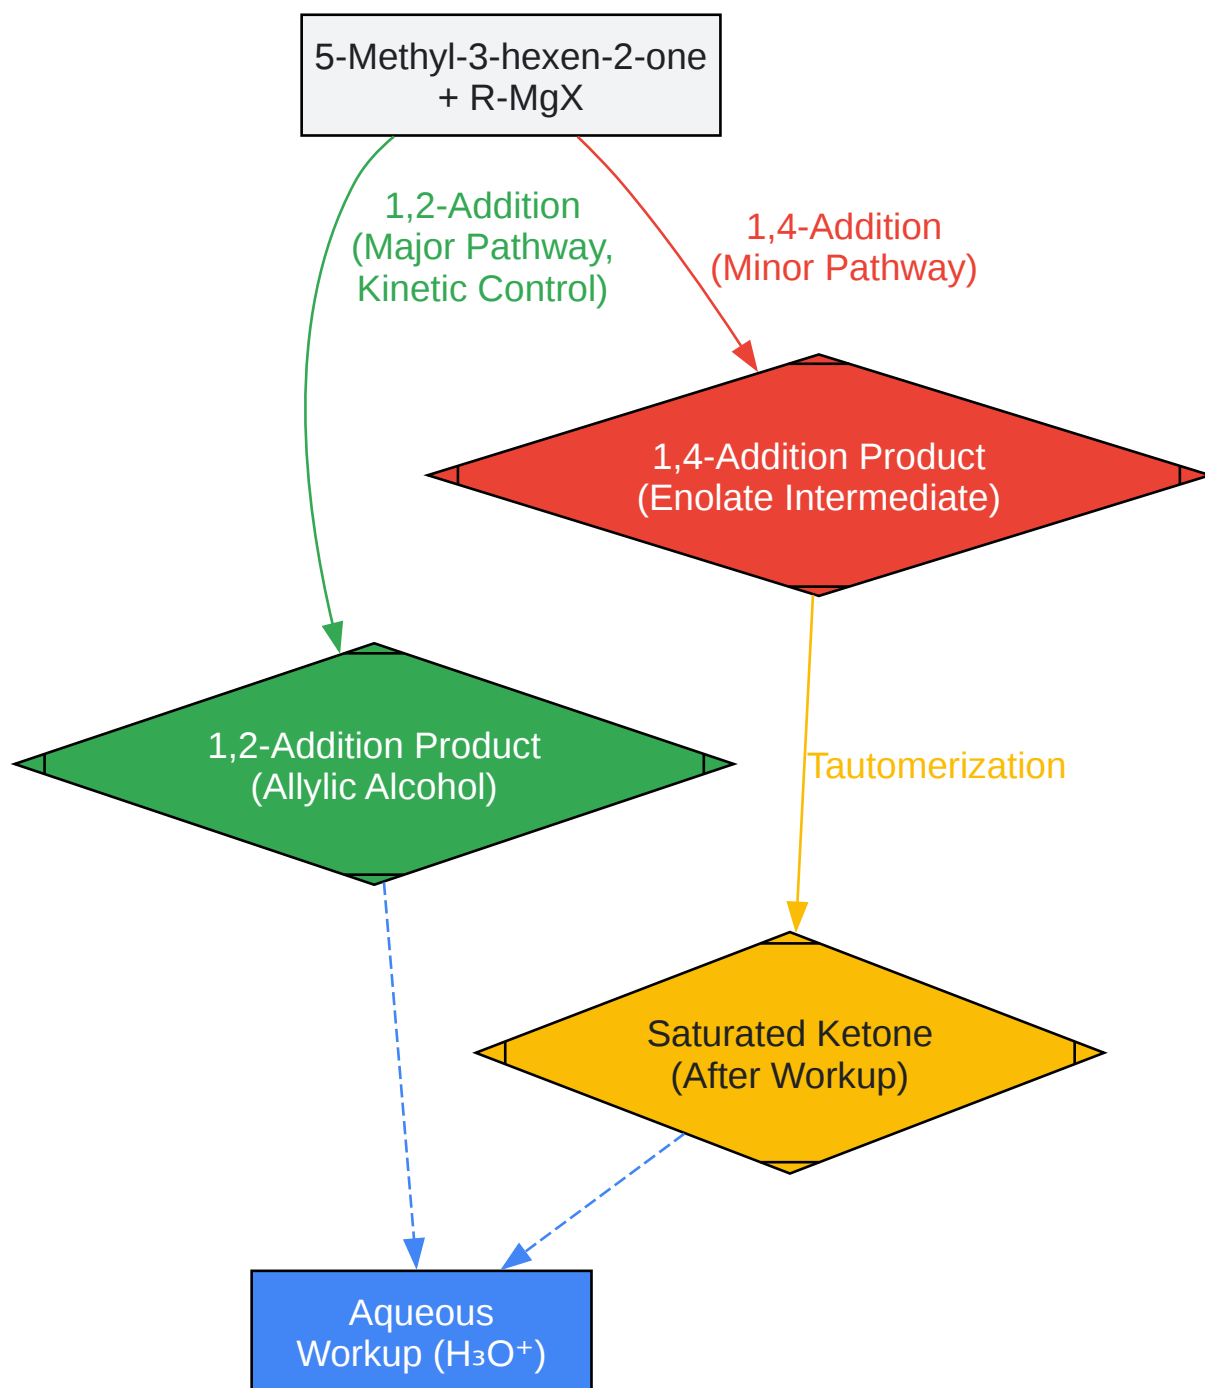 5-Methyl-3-hexen-2-one
+ R-MgX
1,2-Addition
(Major Pathway,
Kinetic Control)
1,4-Addition
(Minor Pathway)
1,4-Addition Product
(Enolate Intermediate)
1,2-Addition Product
(Allylic Alcohol)
Tautomerization
Saturated Ketone
(After Workup)
Aqueous
Workup (H₃O⁺)